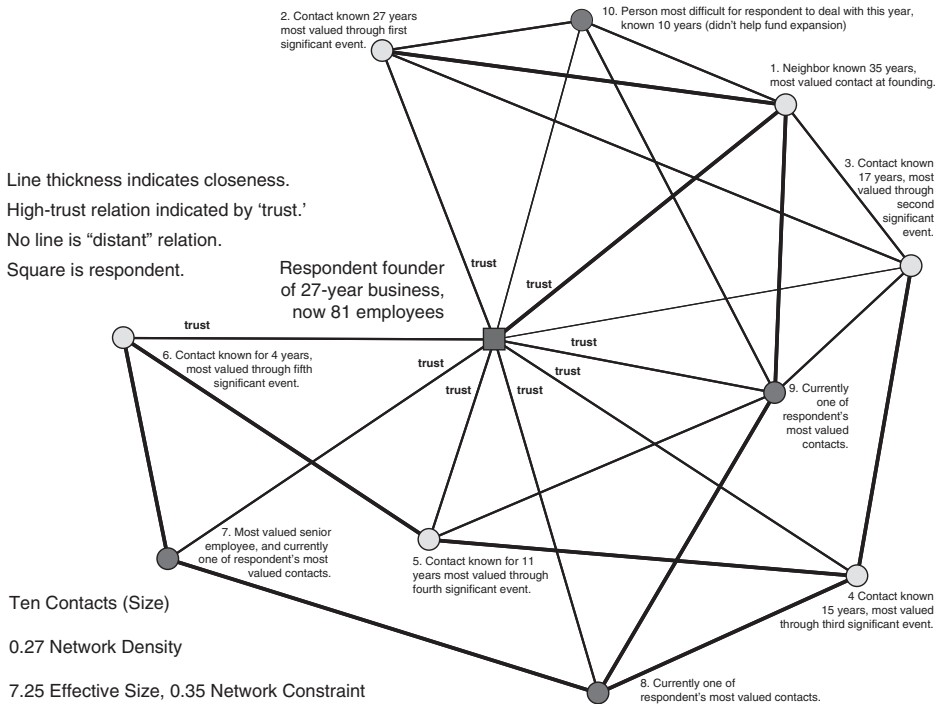 2. Contact known 27 years
most valued through first
significant event.
10. Person most difficult for respondent to deal with this year,
known 10 years (didn't help fund expansion)
1. Neighbor known 35 years,
most valued contact at founding.
3. Contact known
17 years, most
valued through
second
significant
event.
Line thickness indicates closeness.
High-trust relation indicated by ‘trust.’
No line is “distant” relation.
Square is respondent.
Respondent founder
of 27-year business,
now 81 employees
trust
trust
trust
trust
trust
trust
trust
trust
6. Contact known for 4 years,
most valued through fifth
significant event.
9. Currently
one of
respondent's
most valued
contacts.
7. Most valued senior
employee, and currently
one of respondent's most
valued contacts.
5. Contact known for 11
years most valued through
fourth significant event.
4 Contact known
15 years, most valued
through third significant event.
8. Currently one of
respondent's most valued contacts.
Ten Contacts (Size)
0.27 Network Density
7.25 Effective Size, 0.35 Network Constraint